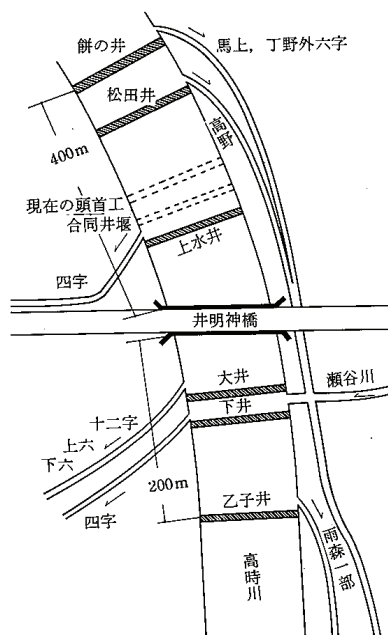 餅の井
馬上，丁野外六字
松田井
高野
400m
現在の頭首工
合同井堰
上水井
四字
井明神橋
瀬谷川
大井
下井
十二字
上六
下六
200m
四字
乙子井
雨森一部
高時川